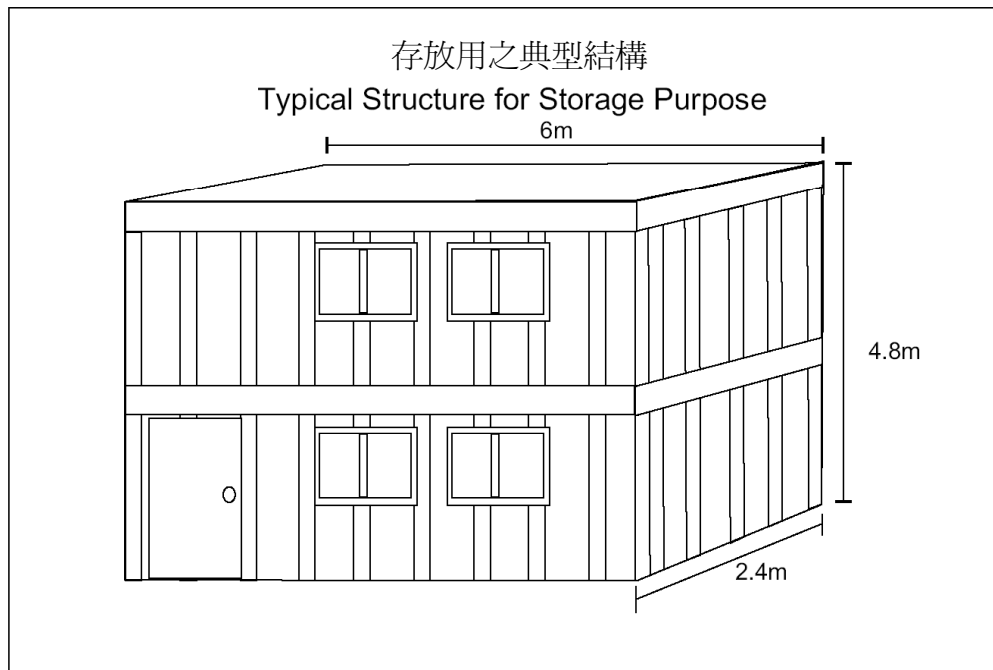 存放用之典型結構
Typical Structure for Storage Purpose
6m
4.8m
2.4m